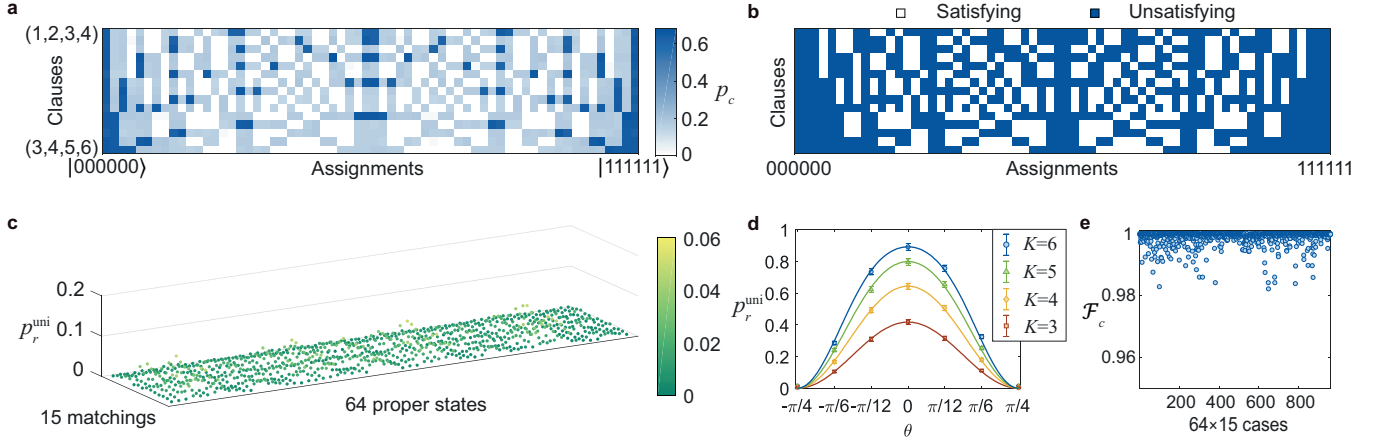 a
(1,2,3,4)
Clauses
(3,4,5,6)
|000000⟩ Assignments |111111⟩
0.6
0.4
0.2
0
p_c
b
Satisfying Unsatisfying
Clauses
000000 Assignments 111111
c
0.2
0.1
0
p_r^uni
15 matchings
64 proper states
0.06
0.04
0.02
0
d
1
0.8
0.6
0.4
0.2
0
p_r^uni
K=6
K=5
K=4
K=3
-π/4 -π/6 -π/12 0 π/12 π/6 π/4
θ
e
1
0.98
0.96
ℱ_c
200 400 600 800
64×15 cases